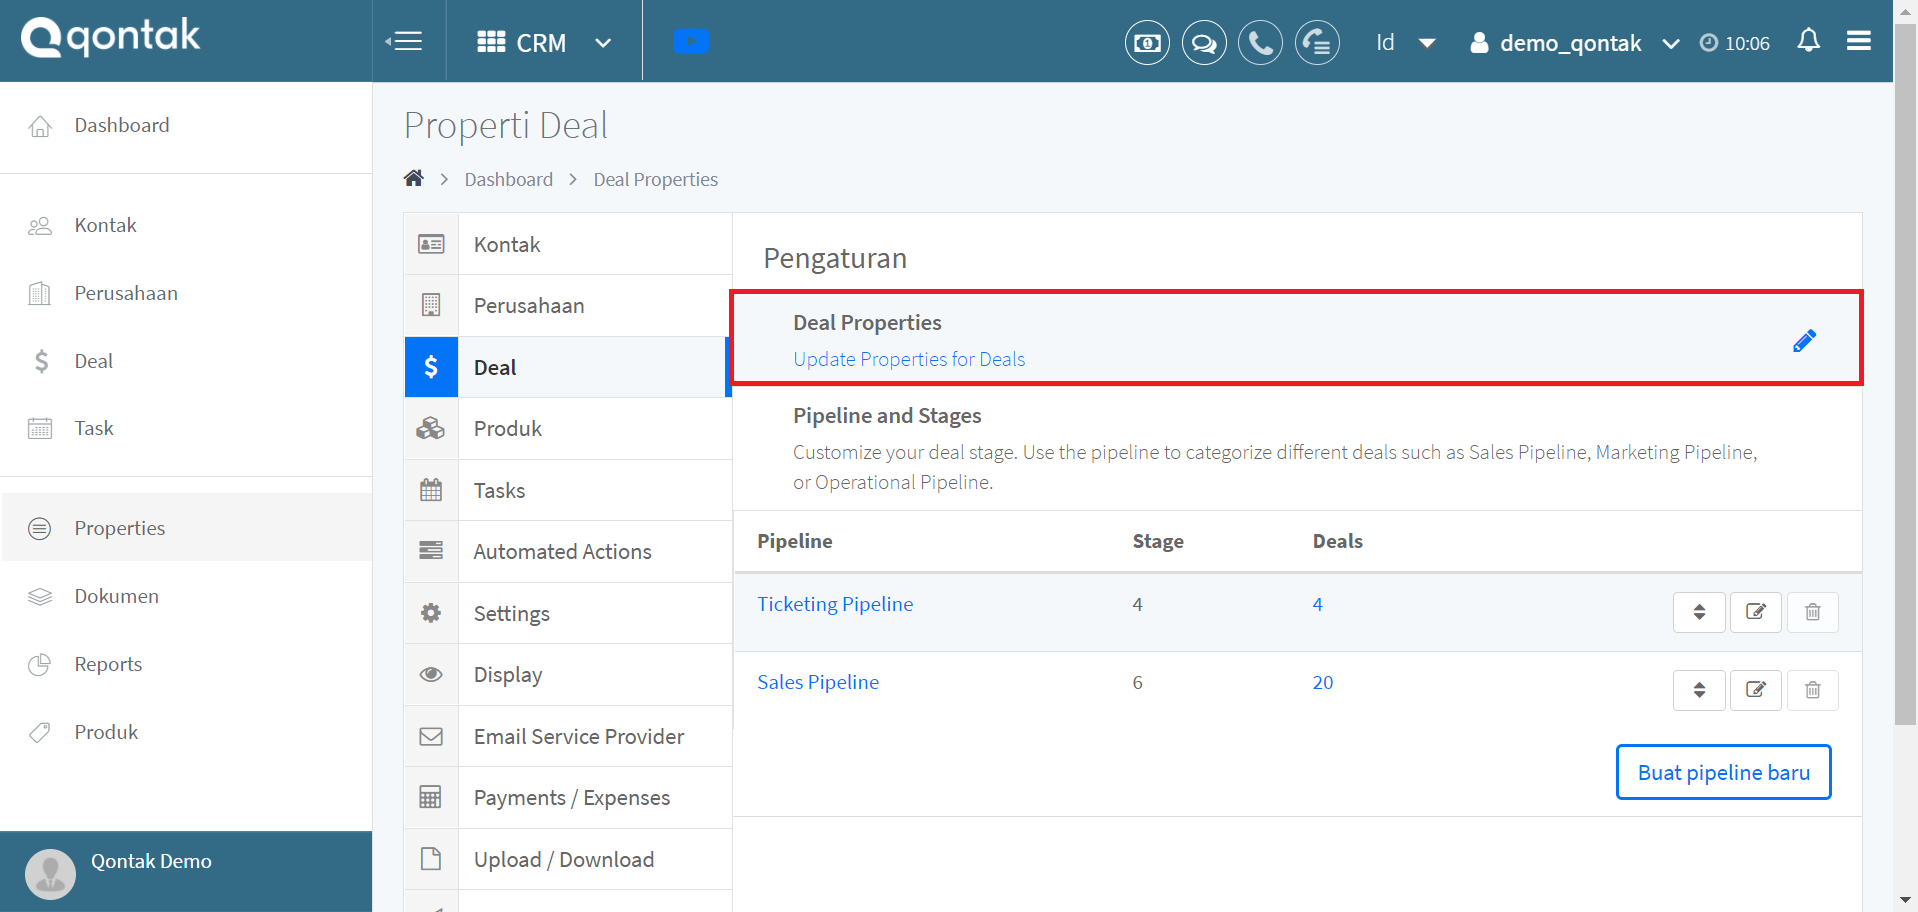 qontak
CRM
Id
demo_qontak
10:06
Dashboard
Kontak
Perusahaan
Deal
Task
Properties
Dokumen
Reports
Produk
Qontak Demo
Properti Deal
Dashboard
Deal Properties
Kontak
Perusahaan
Deal
Produk
Tasks
Automated Actions
Settings
Display
Email Service Provider
Payments / Expenses
Upload / Download
Pengaturan
Deal Properties
Update Properties for Deals
Pipeline and Stages
Customize your deal stage. Use the pipeline to categorize different deals such as Sales Pipeline, Marketing Pipeline,
or Operational Pipeline.
Pipeline Stage Deals
Ticketing Pipeline 4 4
Sales Pipeline 6 20
Buat pipeline baru